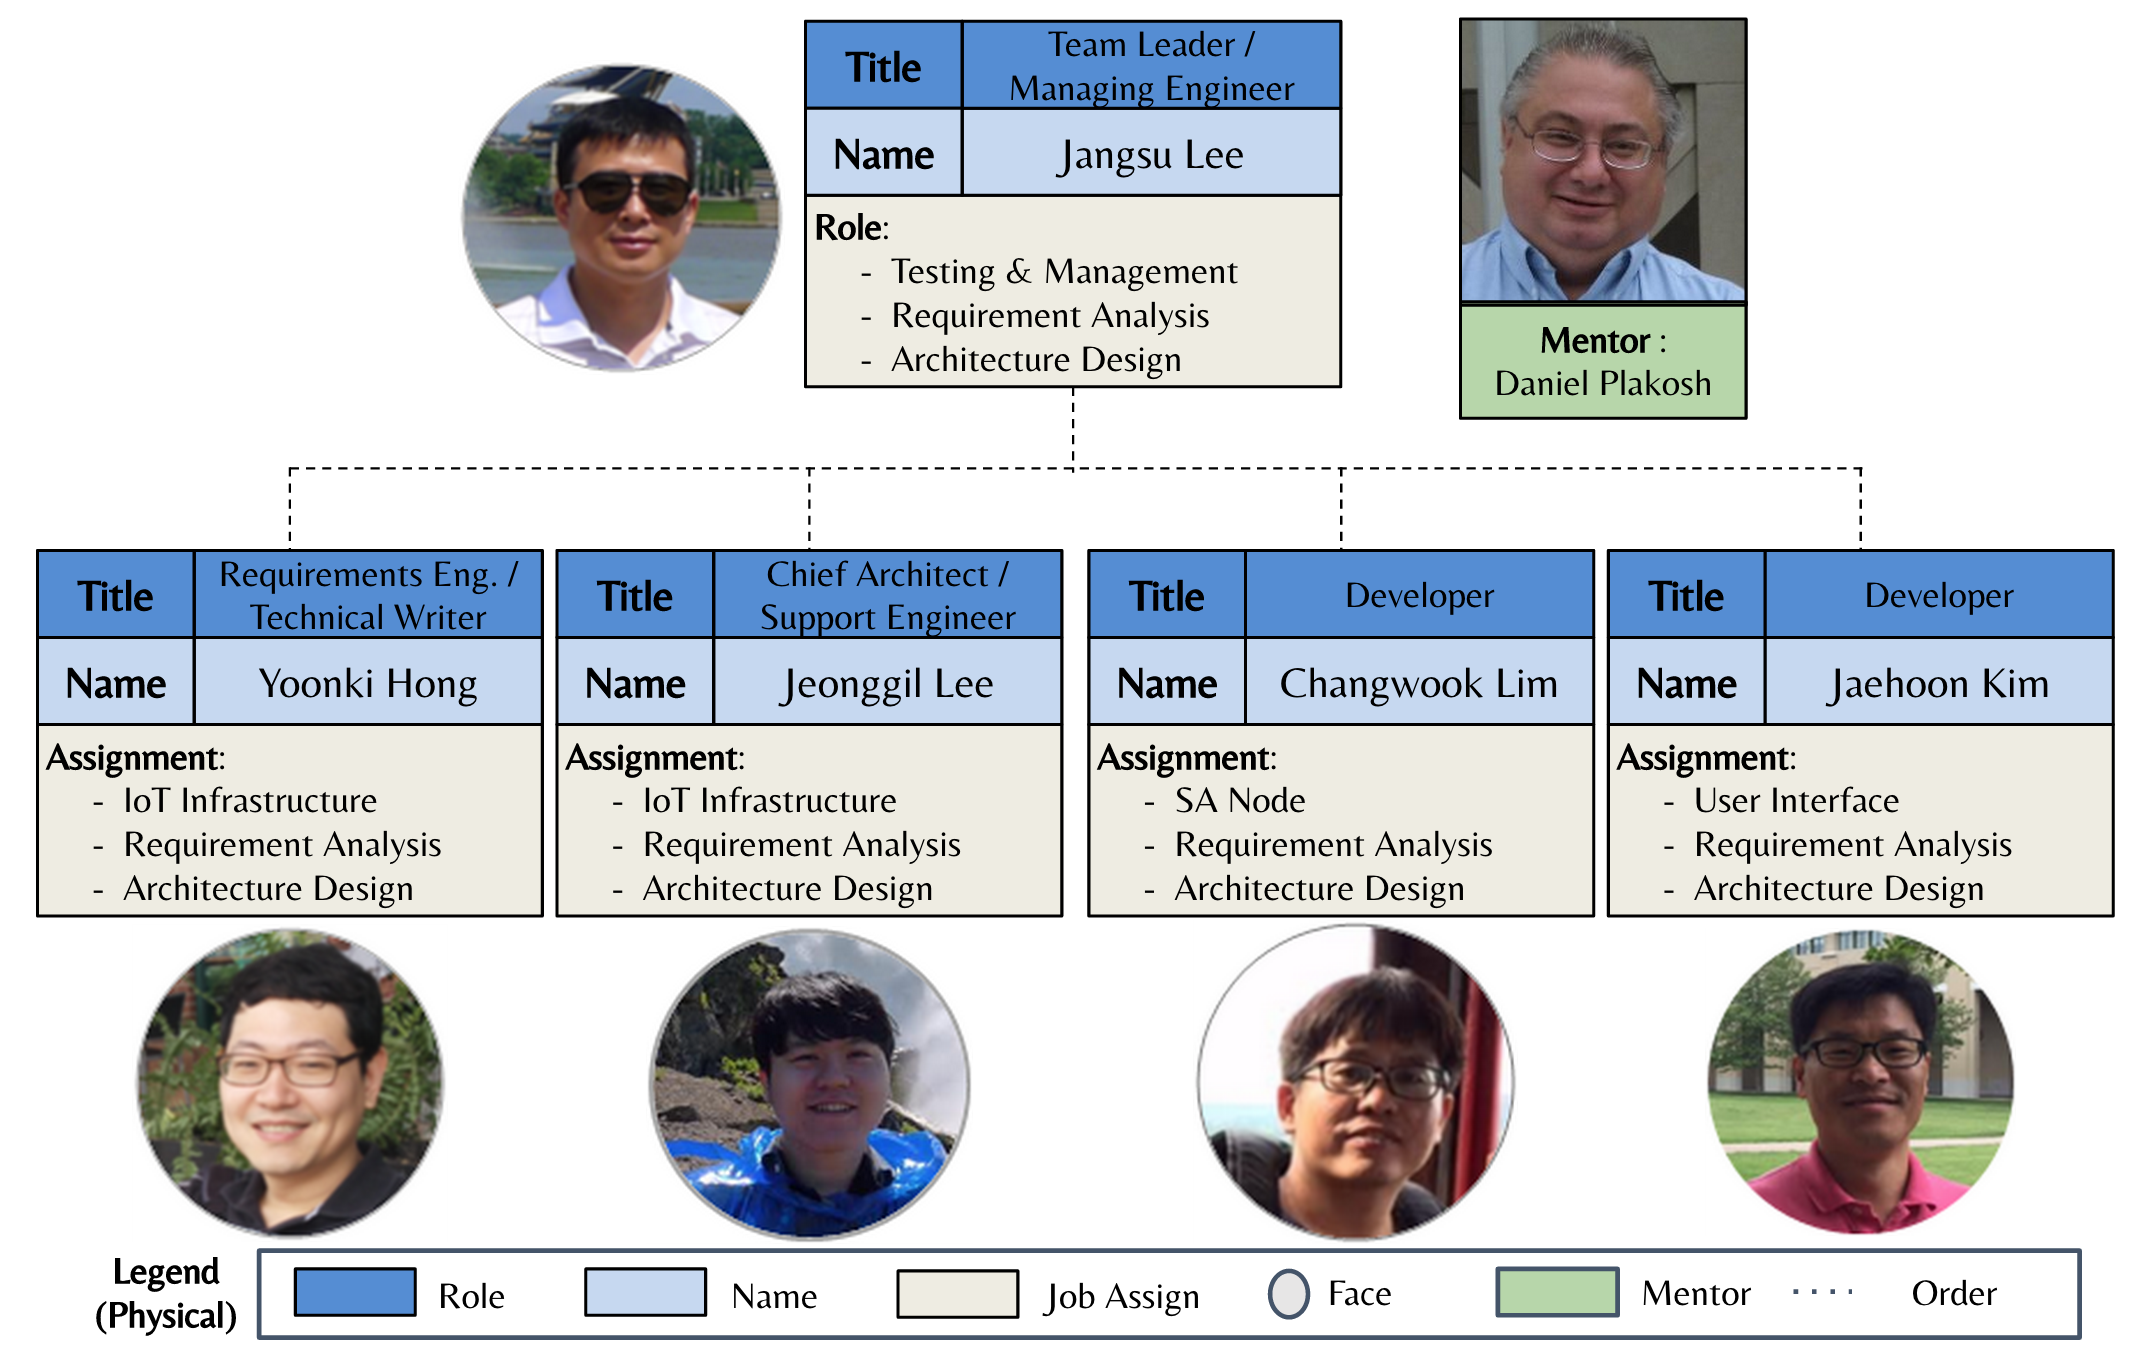 Title
Team Leader /
Managing Engineer
Name
Jangsu Lee
Role:
- Testing & Management
- Requirement Analysis
- Architecture Design
Mentor :
Daniel Plakosh
Title
Requirements Eng. /
Technical Writer
Name
Yoonki Hong
Assignment:
- IoT Infrastructure
- Requirement Analysis
- Architecture Design
Title
Chief Architect /
Support Engineer
Name
Jeonggil Lee
Assignment:
- IoT Infrastructure
- Requirement Analysis
- Architecture Design
Title
Developer
Name
Changwook Lim
Assignment:
- SA Node
- Requirement Analysis
- Architecture Design
Title
Developer
Name
Jaehoon Kim
Assignment:
- User Interface
- Requirement Analysis
- Architecture Design
Legend
(Physical)
Role
Name
Job Assign
Face
Mentor
Order